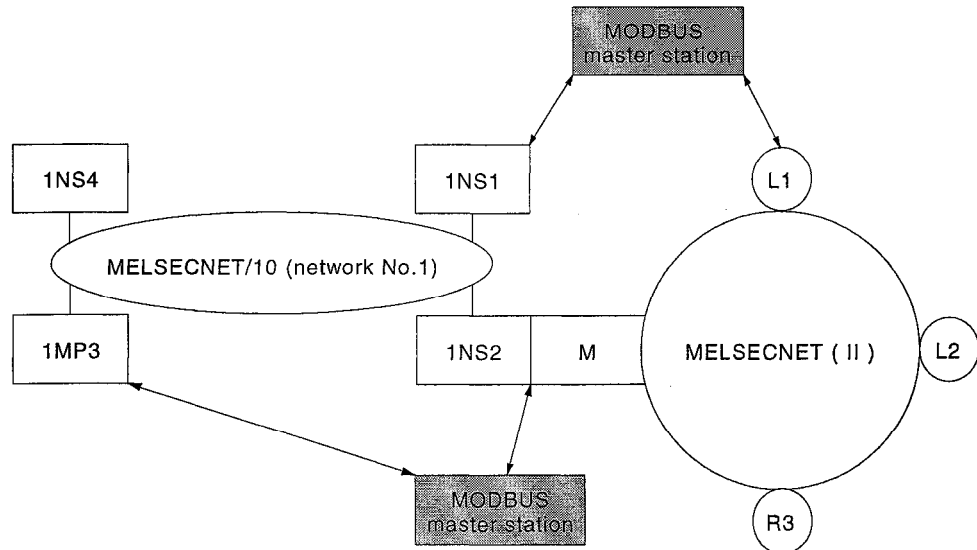 MODBUS
master station
1NS4
1NS1
L1
MELSECNET/10 (network No.1)
1MP3
1NS2
M
MELSECNET ( II )
L2
MODBUS
master station
R3